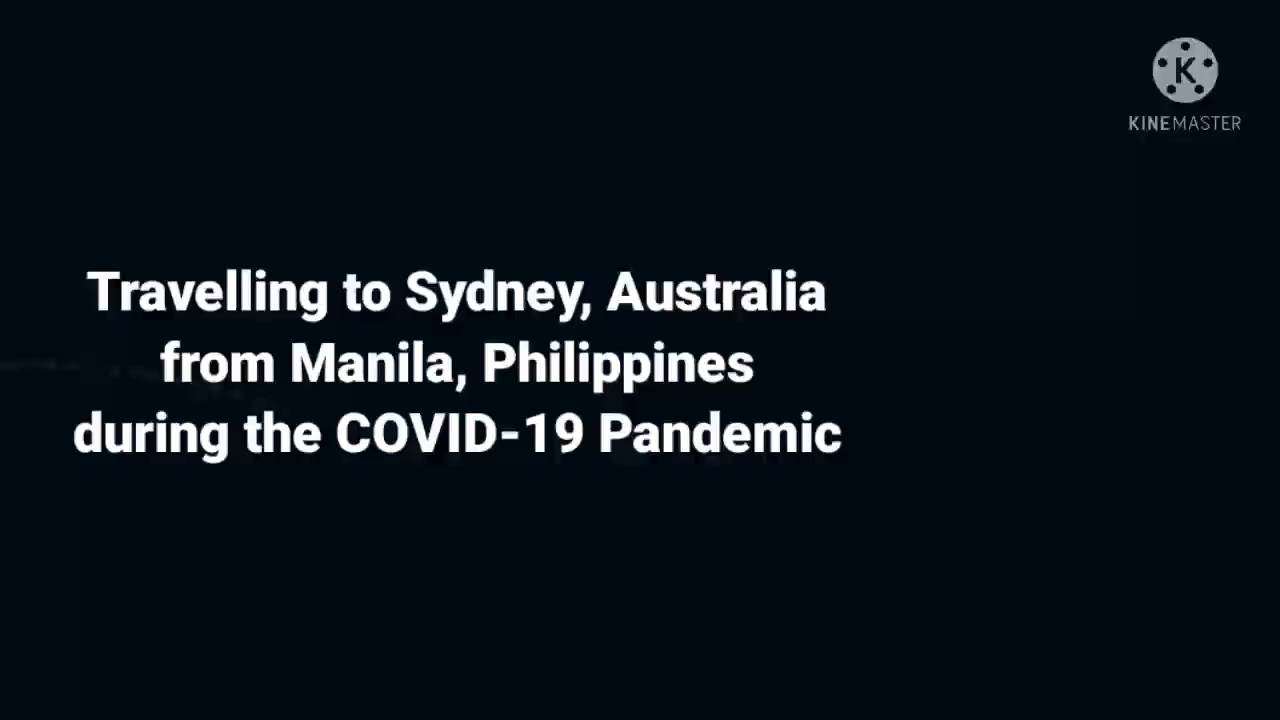 K
KINEMASTER
Travelling to Sydney, Australia
from Manila, Philippines
during the COVID-19 Pandemic